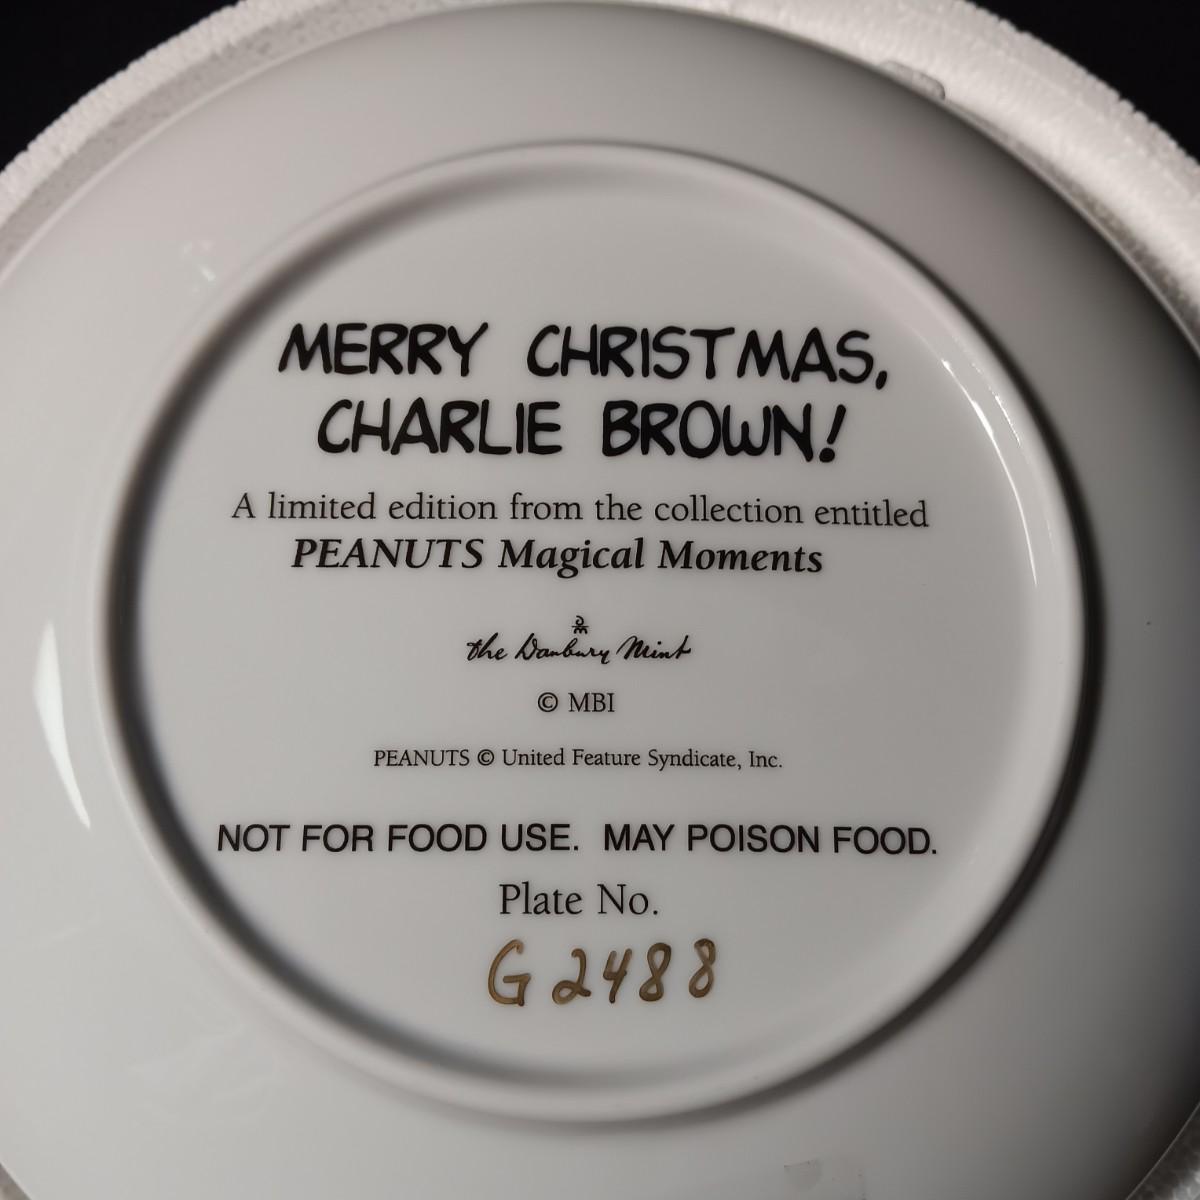 MERRY CHRISTMAS,
CHARLIE BROWN!
A limited edition from the collection entitled
PEANUTS Magical Moments
DM
the Danbury Mint
© MBI
PEANUTS © United Feature Syndicate, Inc.
NOT FOR FOOD USE. MAY POISON FOOD.
Plate No.
G2488